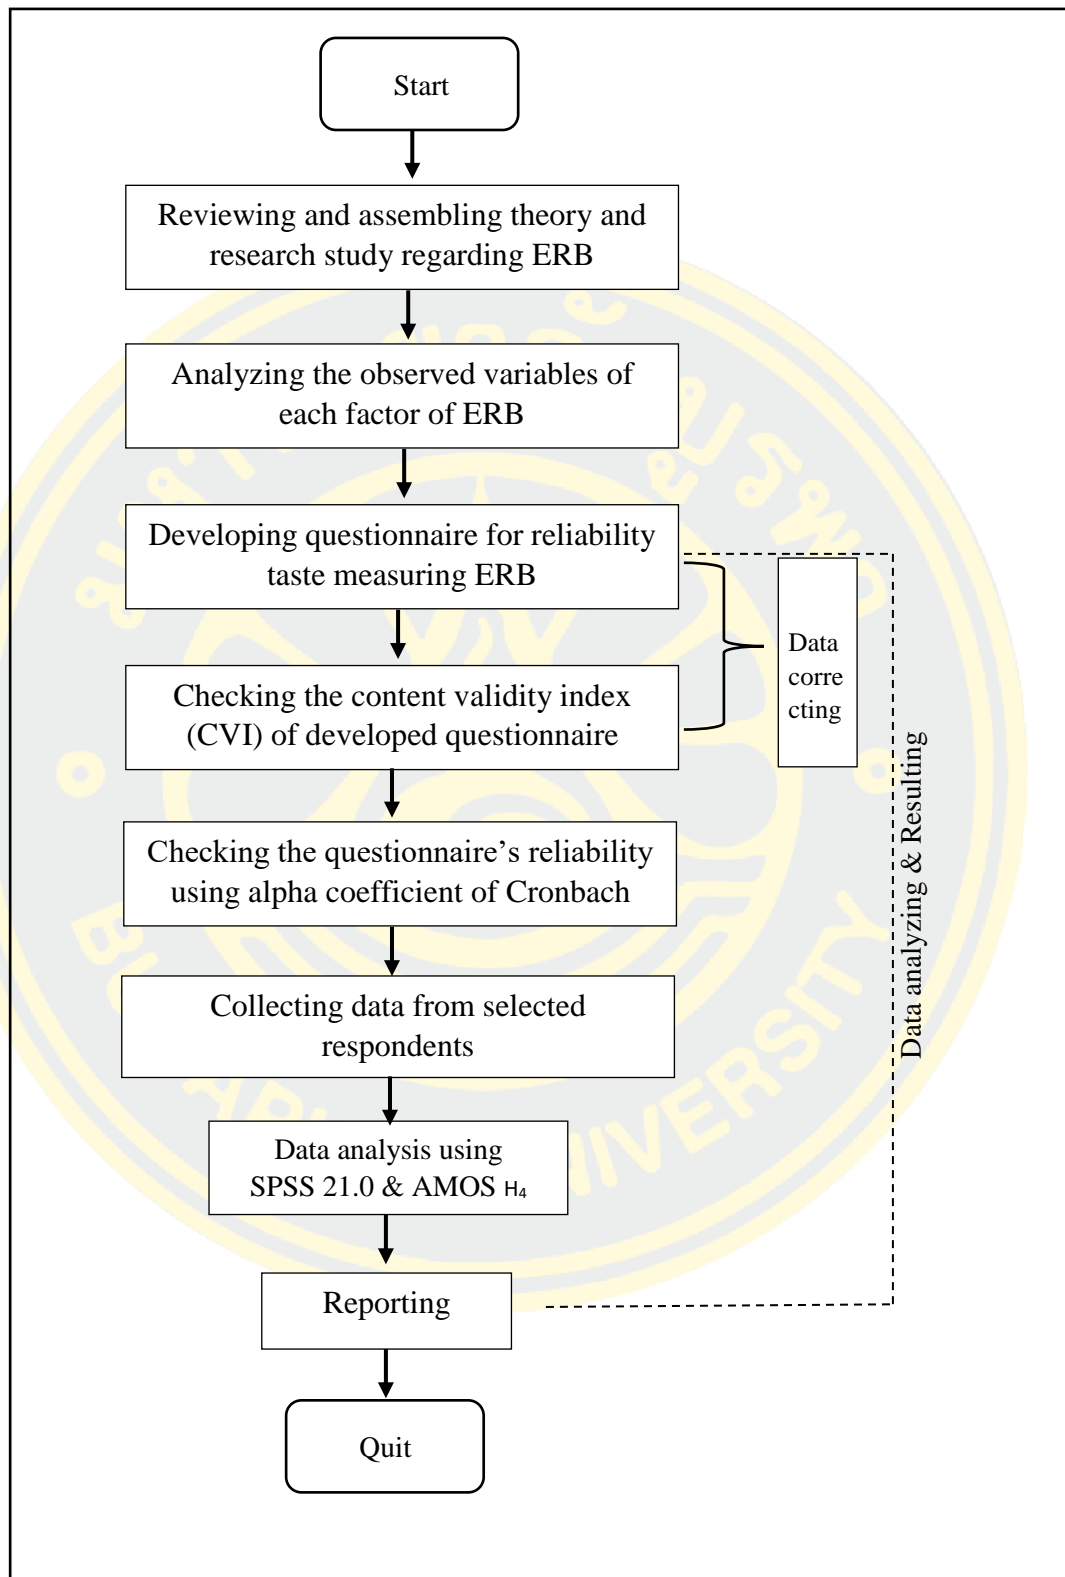 Start
Reviewing and assembling theory and
research study regarding ERB
Analyzing the observed variables of
each factor of ERB
Developing questionnaire for reliability
taste measuring ERB
Data
corre
cting
Checking the content validity index
(CVI) of developed questionnaire
Checking the questionnaire’s reliability
using alpha coefficient of Cronbach
Data analyzing & Resulting
Collecting data from selected
respondents
Data analysis using
SPSS 21.0 & AMOS H₄
Reporting
Quit
UNIVERSITY